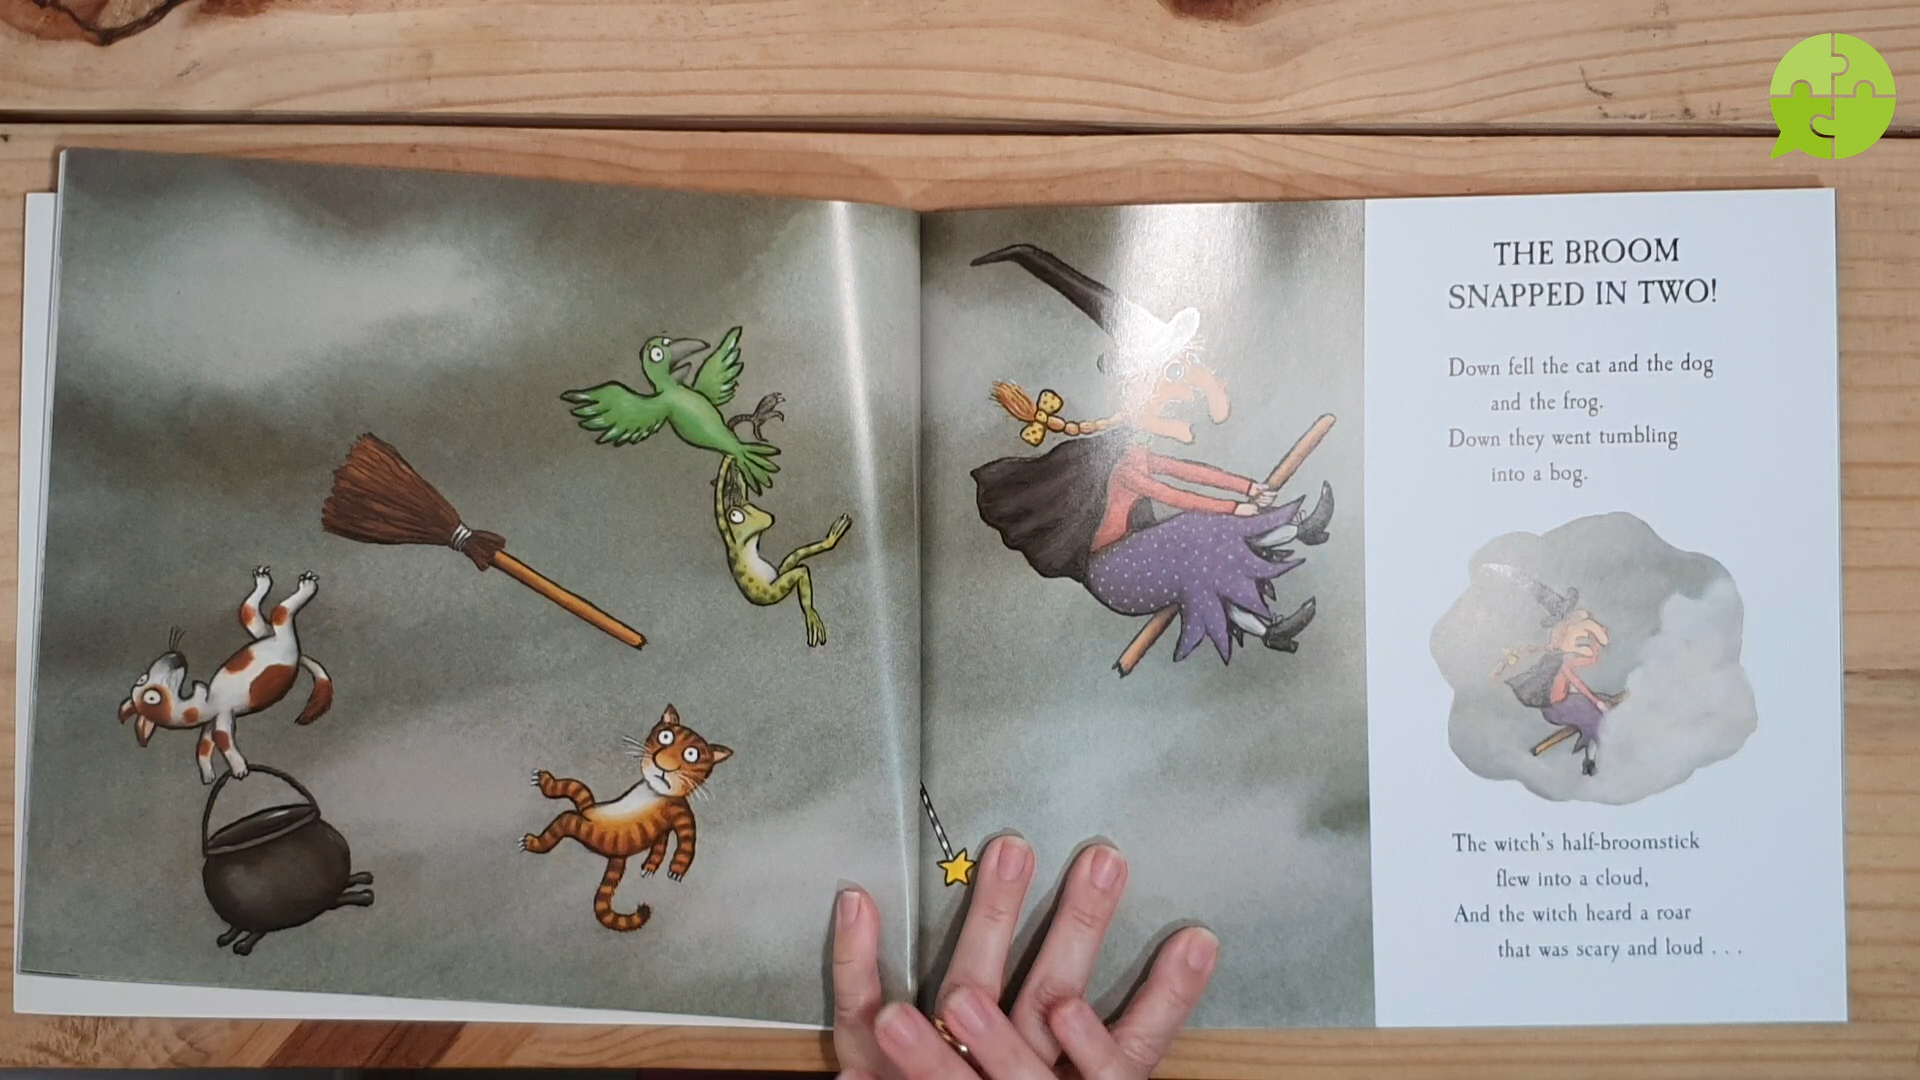 THE BROOM
SNAPPED IN TWO!
Down fell the cat and the dog
and the frog.
Down they went tumbling
into a bog.
The witch's half-broomstick
flew into a cloud,
And the witch heard a roar
that was scary and loud . . .